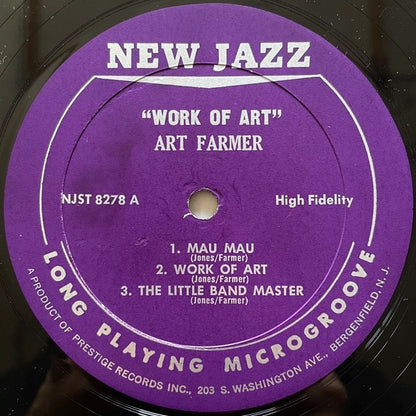 NEW JAZZ
"WORK OF ART"
ART FARMER
NJST 8278 A
High Fidelity
1. MAU MAU
(Jones/Farmer)
2. WORK OF ART
(Jones/Farmer)
3. THE LITTLE BAND MASTER
(Jones/Farmer)
LONG PLAYING MICROGROOVE
A PRODUCT OF PRESTIGE RECORDS INC., 203 S. WASHINGTON AVE., BERGENFIELD, N. J.